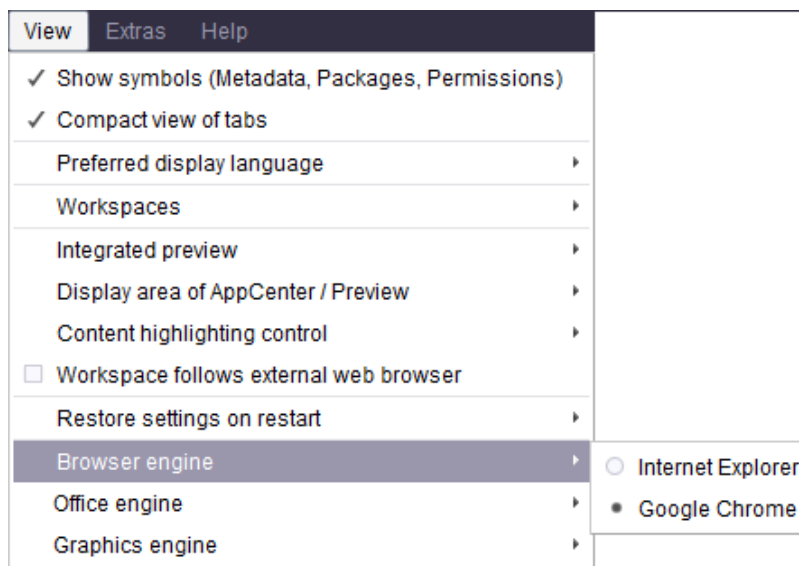 View Extras Help
Show symbols (Metadata, Packages, Permissions)
Compact view of tabs
Preferred display language
Workspaces
Integrated preview
Display area of AppCenter / Preview
Content highlighting control
Workspace follows external web browser
Restore settings on restart
Browser engine
Internet Explorer
Office engine
Google Chrome
Graphics engine